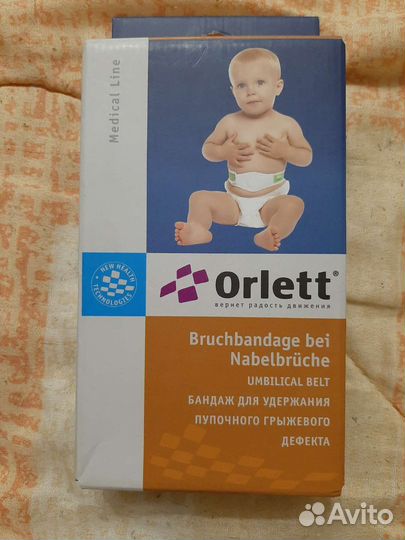 Medical Line
NEW HEALTH
TECHNOLOGIES
Orlett®
вернет радость движения
Bruchbandage bei
Nabelbrüche
UMBILICAL BELT
БАНДАЖ ДЛЯ УДЕРЖАНИЯ
ПУПОЧНОГО ГРЫЖЕВОГО
ДЕФЕКТА
Avito